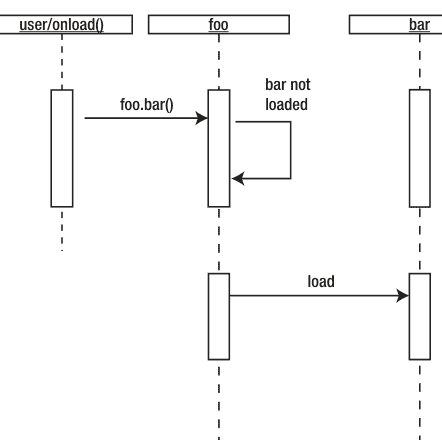 user/onload()
foo
bar
bar not
loaded
foo.bar()
load